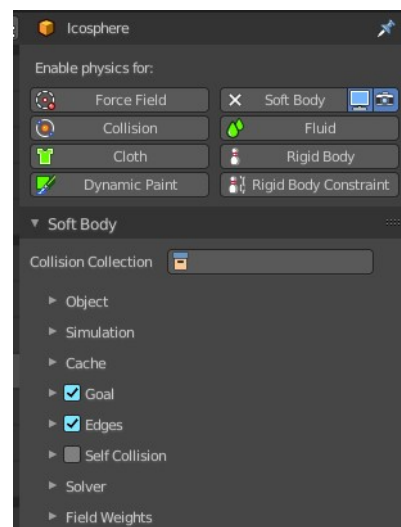 Icosphere
Enable physics for:
Force Field
Soft Body
Collision
Fluid
Cloth
Rigid Body
Dynamic Paint
Rigid Body Constraint
Soft Body
Collision Collection
Object
Simulation
Cache
Goal
Edges
Self Collision
Solver
Field Weights